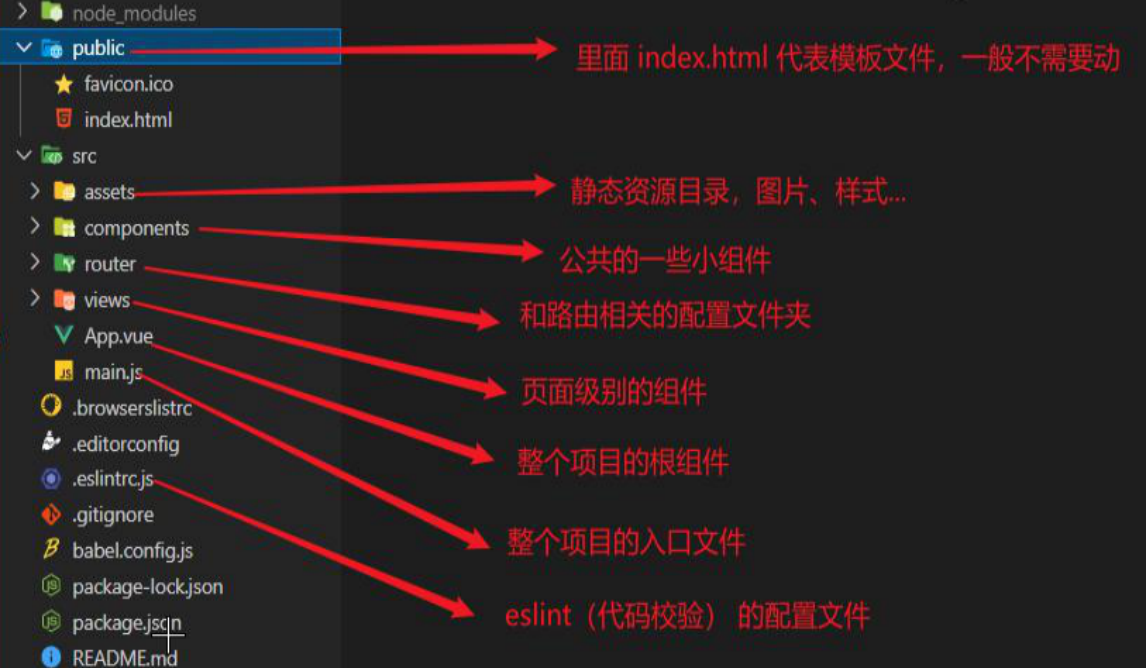 node_modules
public
里面 index.html 代表模板文件，一般不需要动
favicon.ico
index.html
src
assets
静态资源目录，图片、样式...
components
公共的一些小组件
router
和路由相关的配置文件夹
views
App.vue
main.js
页面级别的组件
.browserslistrc
.editorconfig
整个项目的根组件
.eslintrc.js
.gitignore
整个项目的入口文件
babel.config.js
package-lock.json
eslint（代码校验） 的配置文件
package.json
README.md